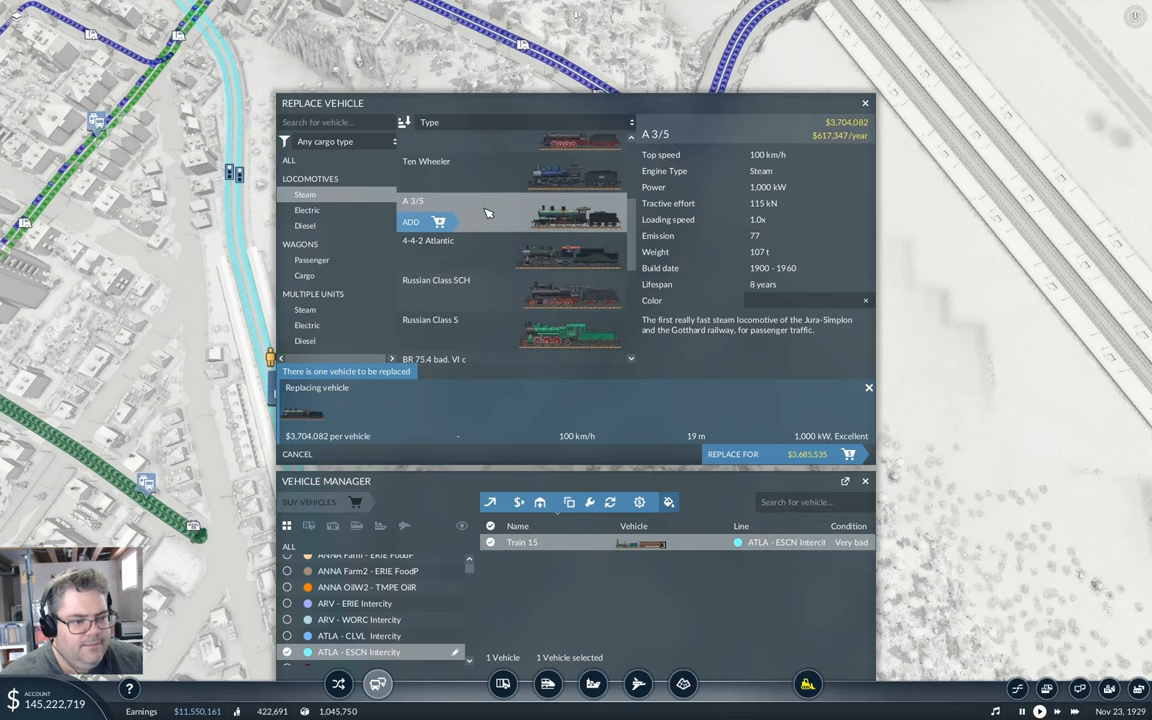 REPLACE VEHICLE
Search for vehicle...
Type
Any cargo type
ALL
LOCOMOTIVES
Steam
Electric
Diesel
WAGONS
Passenger
Cargo
MULTIPLE UNITS
Steam
Electric
Diesel
Ten Wheeler
A 3/5
ADD
4-4-2 Atlantic
Russian Class SCH
Russian Class S
BR 75.4 bad. VI c
A 3/5
$3,704,082
$617,347/year
Top speed 100 km/h
Engine Type Steam
Power 1,000 kW
Tractive effort 115 kN
Loading speed 1.0x
Emission 77
Weight 107 t
Build date 1900 - 1960
Lifespan 8 years
Color
The first really fast steam locomotive of the Jura-Simplon
and the Gotthard railway, for passenger traffic.
There is one vehicle to be replaced
Replacing vehicle
$3,704,082 per vehicle - 100 km/h 19 m 1,000 kW, Excellent
CANCEL
REPLACE FOR $3,685,535
VEHICLE MANAGER
BUY VEHICLES
Search for vehicle...
ALL
Name Vehicle Line Condition
Train 15 3 ATLA - ESCN Intercit Very bad
ANNA Farm - ERIE FoodP
ANNA Farm2 - ERIE FoodP
ANNA OilW2 - TMPE OilR
ARV - ERIE Intercity
ARV - WORC Intercity
ATLA - CLVL Intercity
ATLA - ESCN Intercity
1 Vehicle 1 Vehicle selected
ACCOUNT
$ 145,222,719
?
Earnings $11,550,161 422,691 1,045,750
Nov 23, 1929